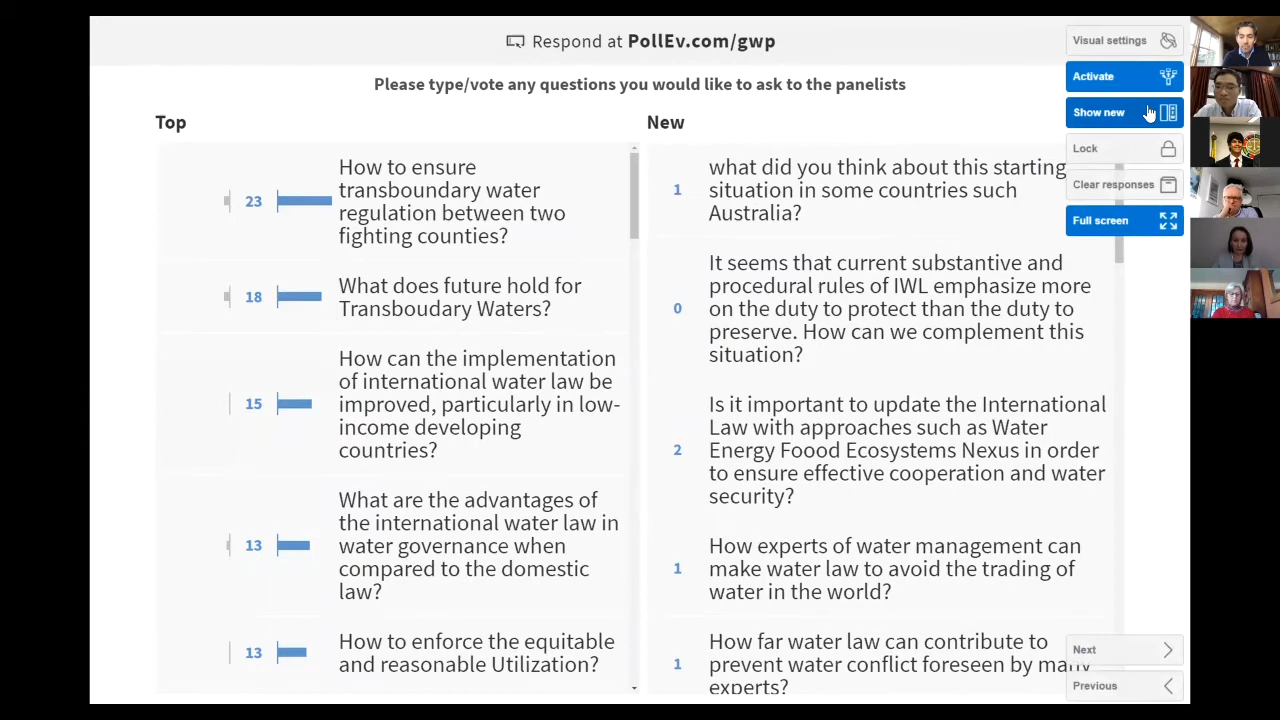 Respond at PollEv.com/gwp
Please type/vote any questions you would like to ask to the panelists
Top
23
How to ensure
transboundary water
regulation between two
fighting counties?
18
What does future hold for
Transboudary Waters?
15
How can the implementation
of international water law be
improved, particularly in low-
income developing
countries?
13
What are the advantages of
the international water law in
water governance when
compared to the domestic
law?
13
How to enforce the equitable
and reasonable Utilization?
New
1
what did you think about this starting
situation in some countries such
Australia?
0
It seems that current substantive and
procedural rules of IWL emphasize more
on the duty to protect than the duty to
preserve. How can we complement this
situation?
2
Is it important to update the International
Law with approaches such as Water
Energy Foood Ecosystems Nexus in order
to ensure effective cooperation and water
security?
1
How experts of water management can
make water law to avoid the trading of
water in the world?
1
How far water law can contribute to
prevent water conflict foreseen by many
experts?
Visual settings
Activate
Show new
Lock
Clear responses
Full screen
Next
Previous